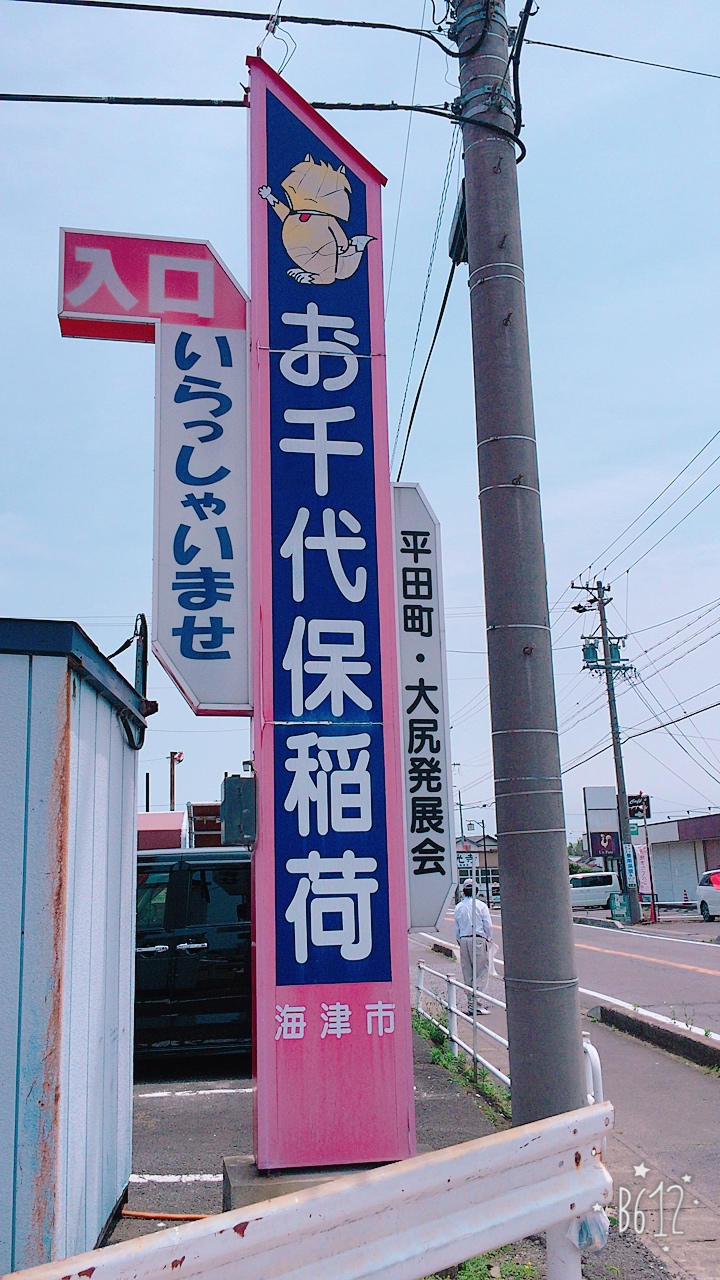 入口
いらっしゃいませ
お千代保稲荷
海津市
平田町・大尻発展会
B612